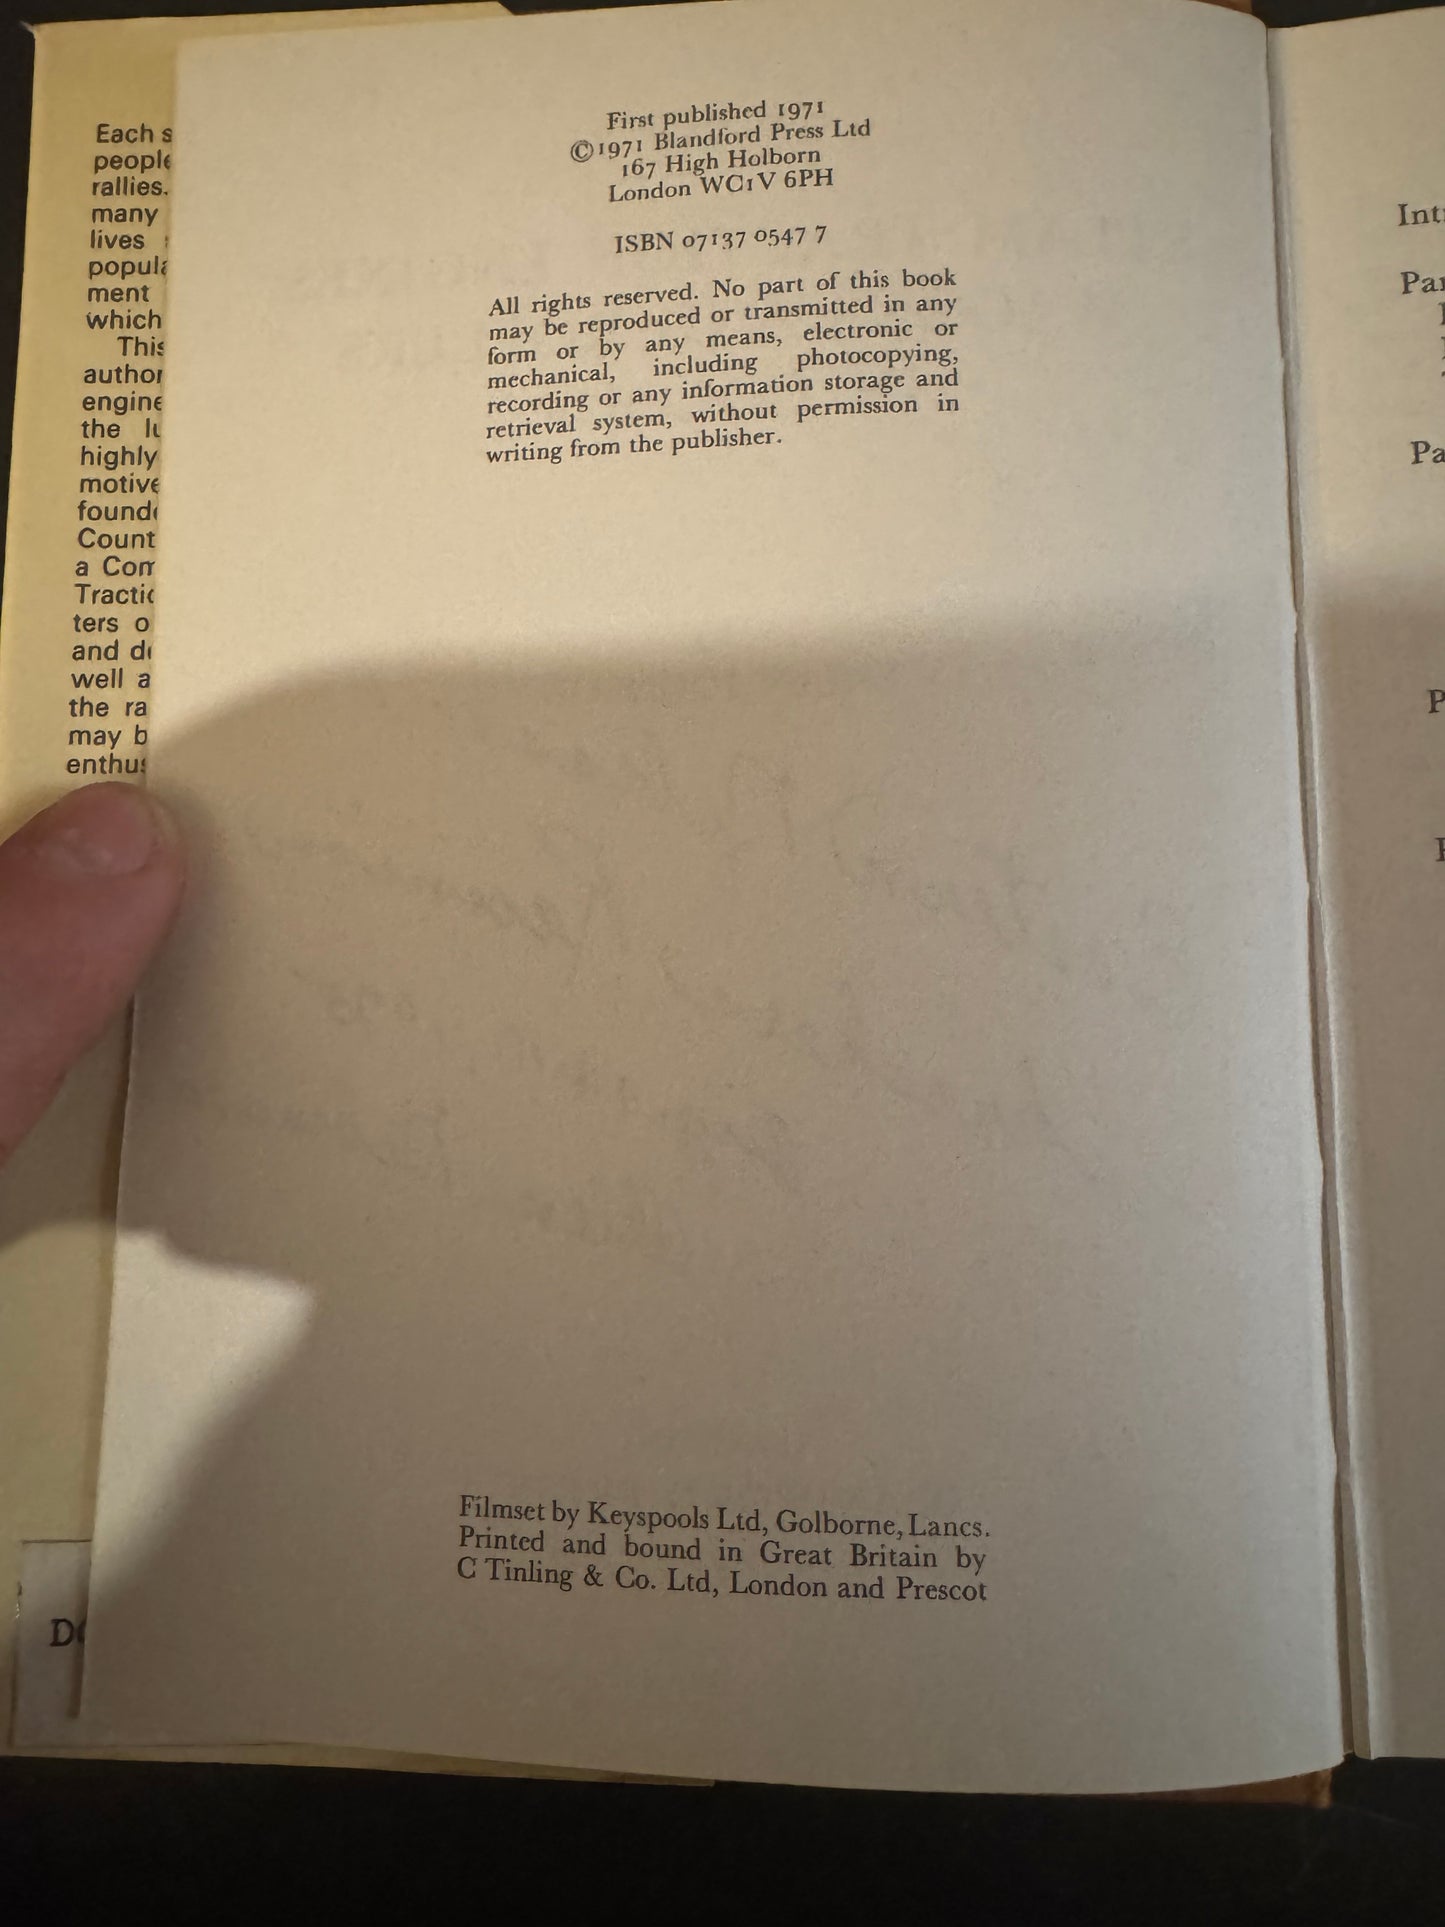 Each
people
rallies.
many
lives
ment
which
the
highly
Count
a
ters
and
well a
the
may
First published 1971
© 1971 Blandford Press Ltd
167 High Holborn
London WC1V 6PH
ISBN 07137 0547 7
All rights reserved. No part of this book
may be reproduced or transmitted in any
form or by any means, electronic or
mechanical, including photocopying,
recording or any information storage and
retrieval system, without permission in
writing from the publisher.
Filmset by Keyspools Ltd, Golborne, Lancs.
Printed and bound in Great Britain by
C Tinling & Co. Ltd, London and Prescot